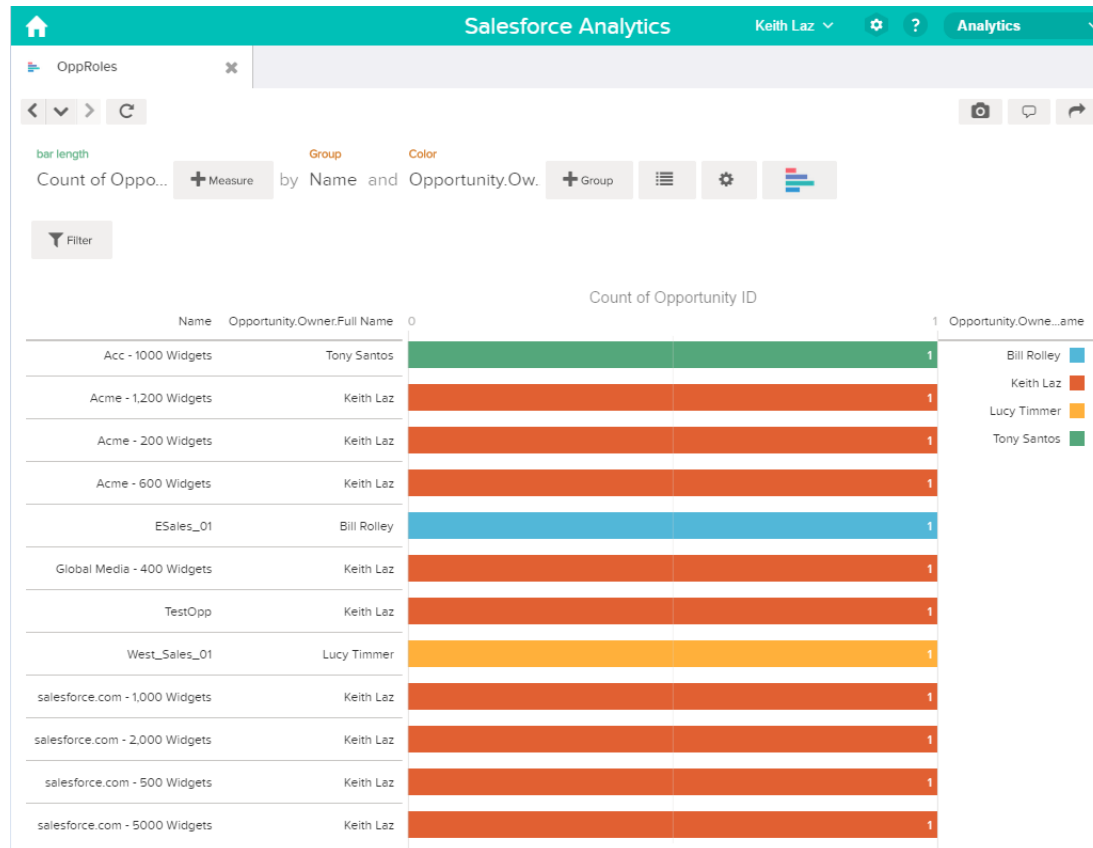 Salesforce Analytics Keith Laz ? Analytics
OppRoles
bar length Group Color
Count of Oppo... + Measure by Name and Opportunity.Ow. + Group
Filter
Count of Opportunity ID
Name Opportunity.Owner.Full Name 0 1 Opportunity.Owne...ame
Acc - 1000 Widgets Tony Santos 1 Bill Rolley
Keith Laz
Acme - 1,200 Widgets Keith Laz 1
Lucy Timmer
Acme - 200 Widgets Keith Laz 1 Tony Santos
Acme - 600 Widgets Keith Laz 1
ESales_01 Bill Rolley 1
Global Media - 400 Widgets Keith Laz 1
TestOpp Keith Laz 1
West_Sales_01 Lucy Timmer 1
salesforce.com - 1,000 Widgets Keith Laz 1
salesforce.com - 2,000 Widgets Keith Laz 1
salesforce.com - 500 Widgets Keith Laz 1
salesforce.com - 5000 Widgets Keith Laz 1